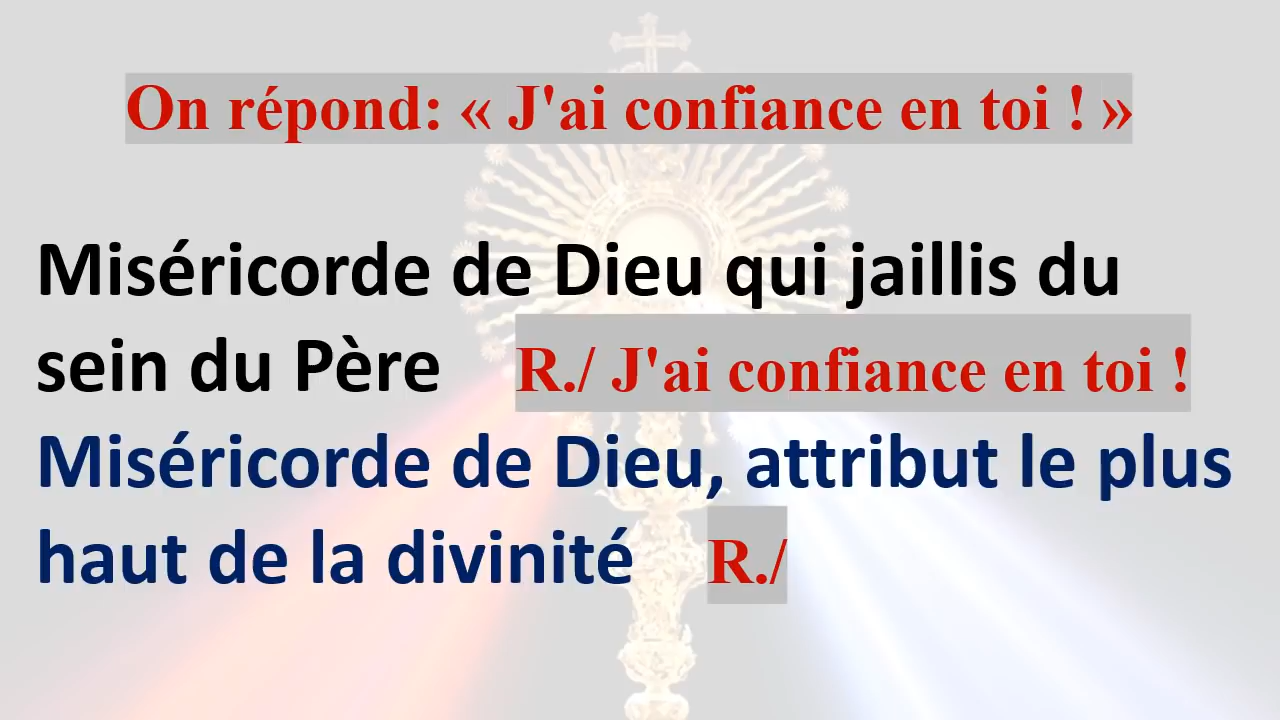 On répond: « J'ai confiance en toi ! »
Miséricorde de Dieu qui jaillis du
sein du Père R./ J'ai confiance en toi !
Miséricorde de Dieu, attribut le plus
haut de la divinité R./